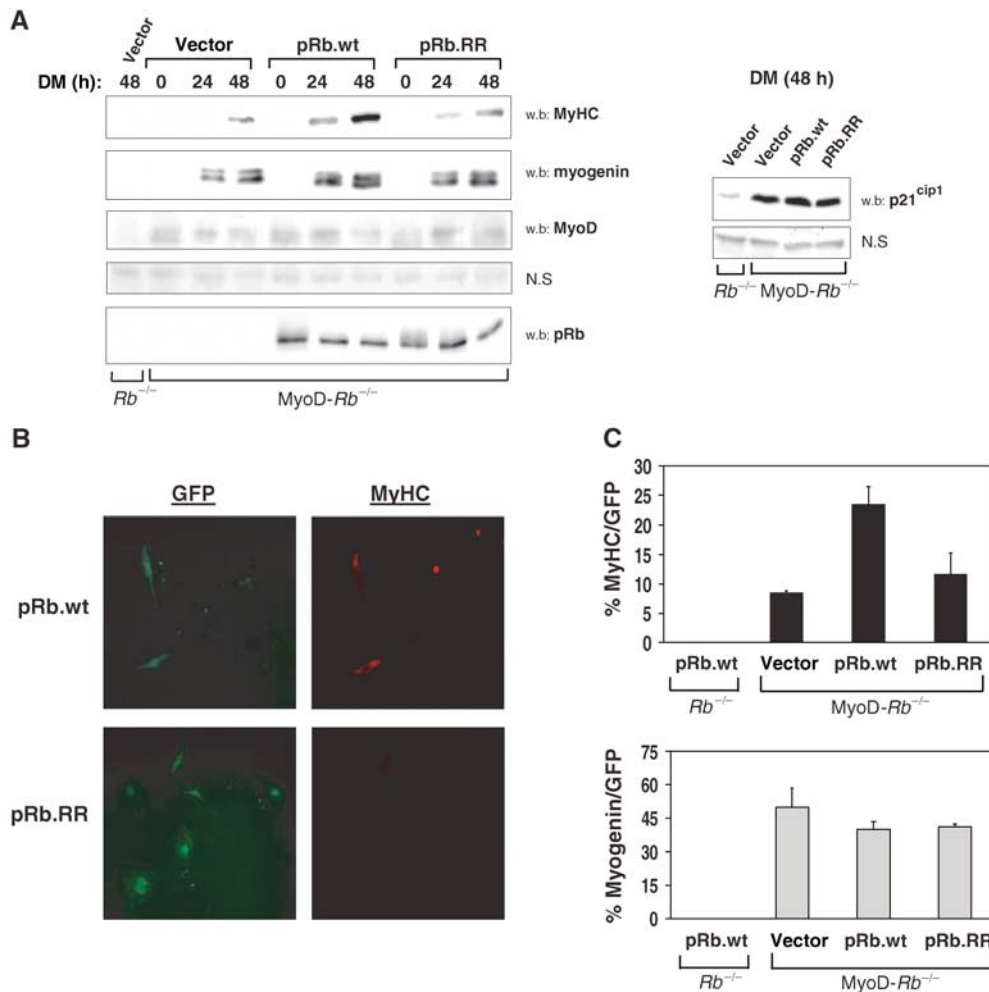 A
Vector
Vector pRb.wt pRb.RR
DM (h): 48 0 24 48 0 24 48 0 24 48
w.b: MyHC
w.b: myogenin
w.b: MyoD
N.S
w.b: pRb
Rb−/−
MyoD-Rb−/−
DM (48 h)
Vector
Vector
pRb.wt
pRb.RR
w.b: p21cip1
N.S
Rb−/− MyoD-Rb−/−
B
GFP MyHC
pRb.wt
pRb.RR
C
% MyHC/GFP
30
25
20
15
10
5
0
pRb.wt Vector pRb.wt pRb.RR
Rb−/− MyoD-Rb−/−
% Myogenin/GFP
75
60
45
30
15
0
pRb.wt Vector pRb.wt pRb.RR
Rb−/− MyoD-Rb−/−